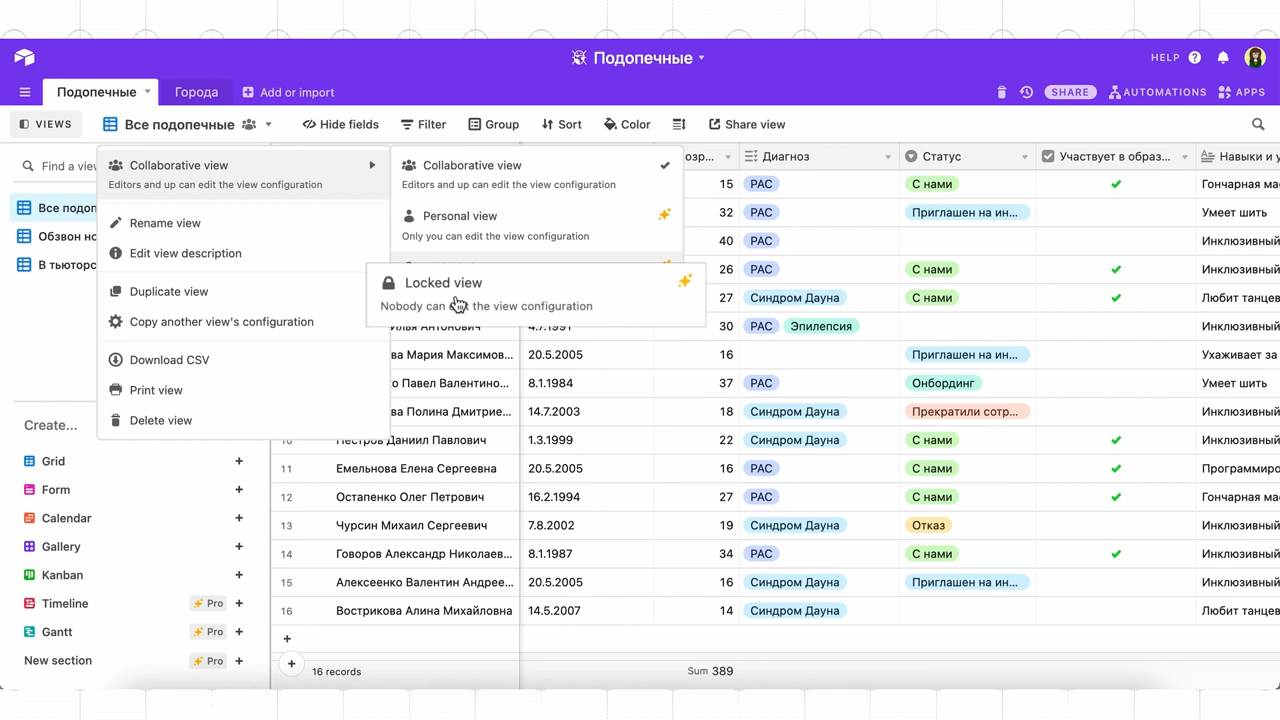 Подопечные
HELP
Подопечные
Города
Add or import
SHARE
AUTOMATIONS
APPS
VIEWS
Все подопечные
Hide fields
Filter
Group
Sort
Color
Share view
Find a view
Все подоп
Обзвон но
В тьюторс
Collaborative view
Editors and up can edit the view configuration
Rename view
Edit view description
Duplicate view
Copy another view's configuration
Download CSV
Print view
Delete view
Collaborative view
Editors and up can edit the view configuration
Personal view
Only you can edit the view configuration
Locked view
Nobody can the view configuration
озр...
Диагноз
Статус
Участвует в образ...
Навыки и у
15 РАС С нами Гончарная мас
32 РАС Приглашен на ин... Умеет шить
40 РАС Инклюзивный
26 РАС С нами Инклюзивный
27 Синдром Дауна С нами Любит танцев
Илья Антонович 4.7.1991 30 РАС Эпилепсия Инклюзивный
ва Мария Максимов... 20.5.2005 16 Приглашен на ин... Ухаживает за
о Павел Валентино... 8.1.1984 37 РАС Онбординг Умеет шить
ва Полина Дмитрие... 14.7.2003 18 Синдром Дауна Прекратили сотр... Инклюзивный
10 Пестров Даниил Павлович 1.3.1999 22 Синдром Дауна С нами Инклюзивный
11 Емельнова Елена Сергеевна 20.5.2005 16 РАС С нами Программиро
12 Остапенко Олег Петрович 16.2.1994 27 РАС С нами Гончарная мас
13 Чурсин Михаил Сергеевич 7.8.2002 19 Синдром Дауна Отказ Инклюзивный
14 Говоров Александр Николаев... 8.1.1987 34 РАС С нами Инклюзивный
15 Алексеенко Валентин Андрее... 20.5.2005 16 Синдром Дауна Приглашен на ин... Инклюзивный
16 Вострикова Алина Михайловна 14.5.2007 14 Синдром Дауна Любит танцев
16 records
Sum 389
Create...
Grid
Form
Calendar
Gallery
Kanban
Timeline Pro
Gantt Pro
New section Pro